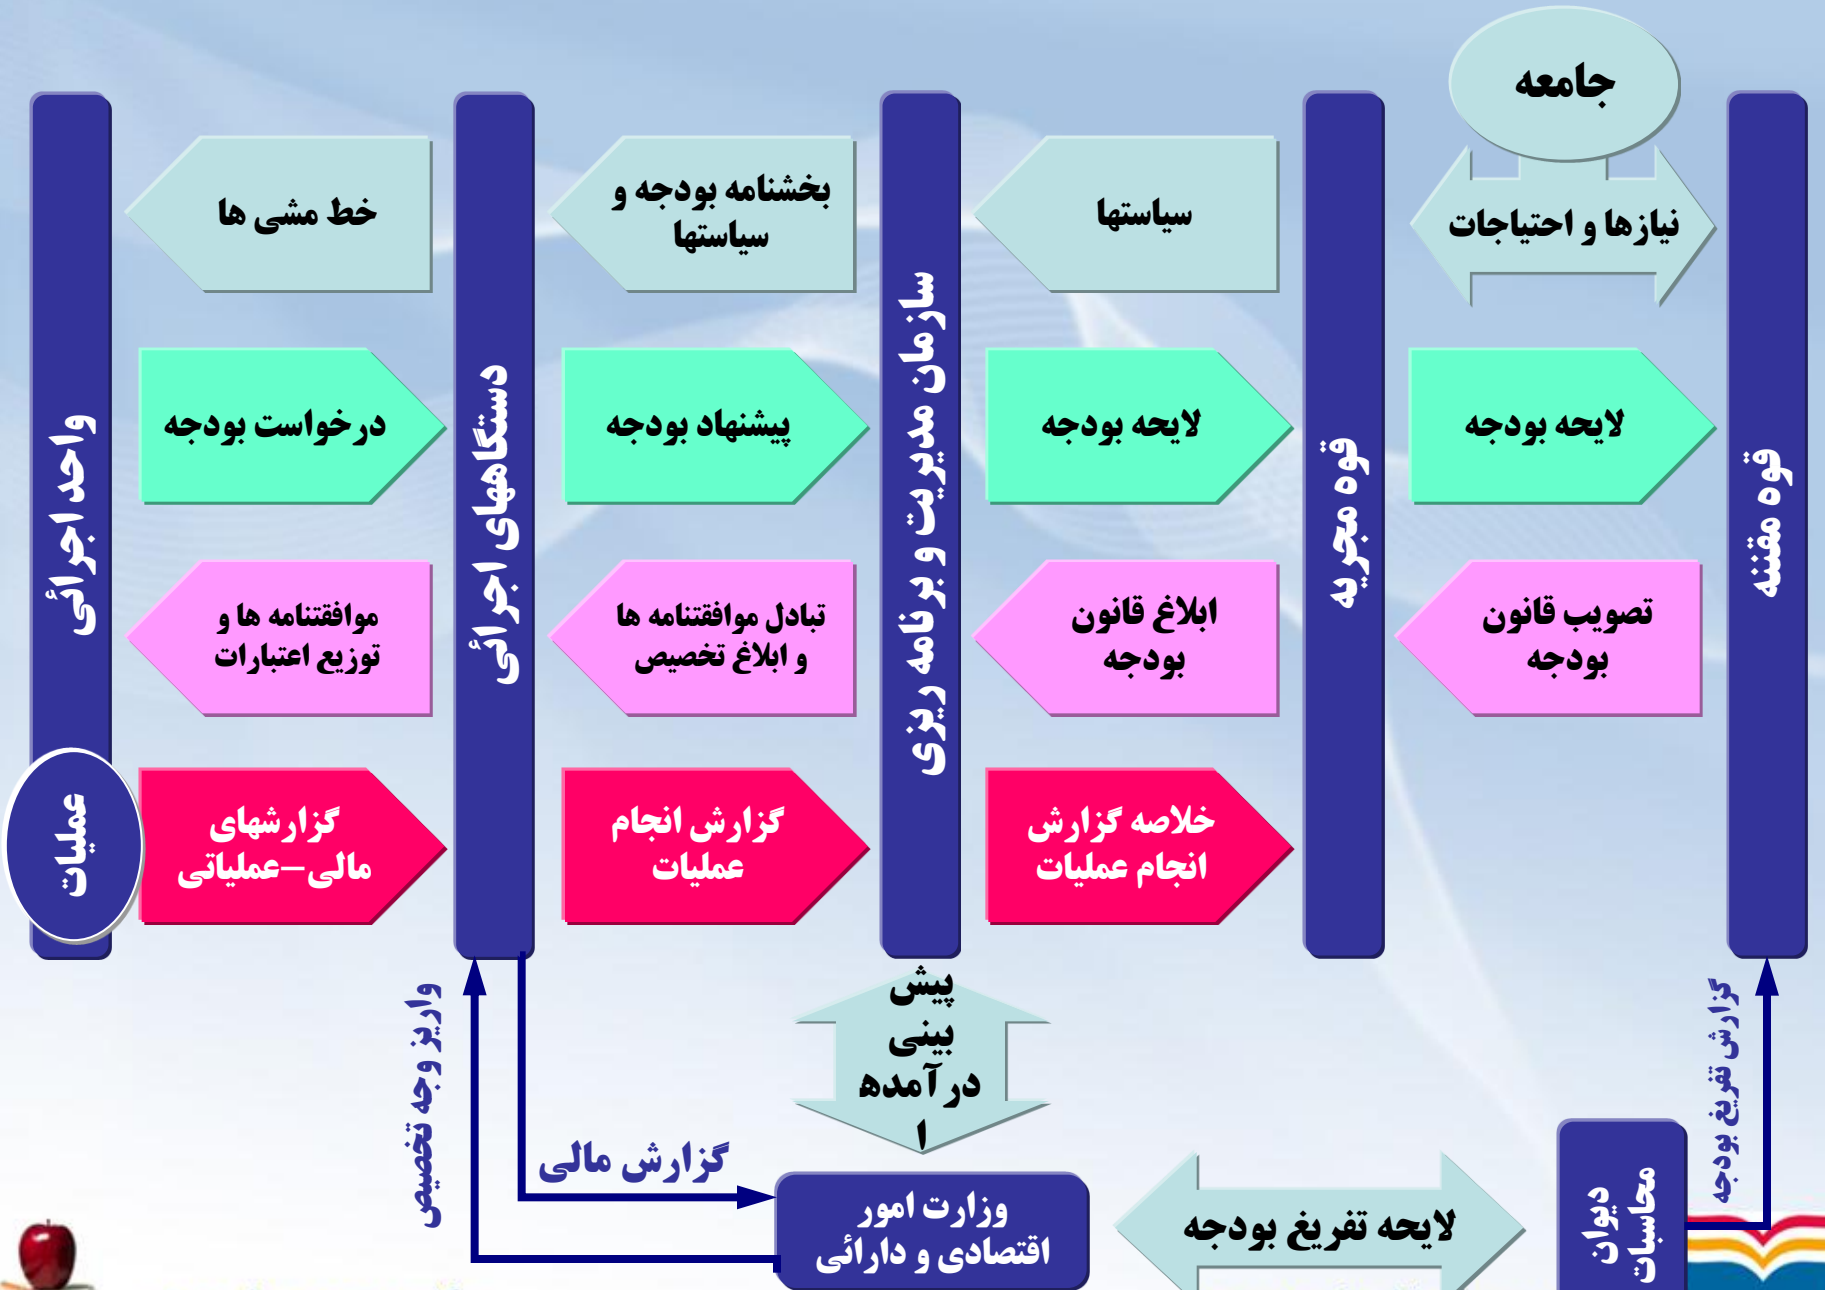 جامعه
قوه مقننه
نیازها و احتیاجات
قوه مجریه
سیاستها
سازمان مدیریت و برنامه ریزی
بخشنامه بودجه و
سیاستها
دستگاههای اجرائی
خط مشی ها
واحد اجرائی
لایحه بودجه
لایحه بودجه
پیشنهاد بودجه
درخواست بودجه
تصویب قانون
بودجه
ابلاغ قانون
بودجه
تبادل موافقتنامه ها
و ابلاغ تخصیص
موافقتنامه ها و
توزیع اعتبارات
خلاصه گزارش
انجام عملیات
گزارش انجام
عملیات
گزارشهای
مالی–عملیاتی
عملیات
گزارش تفریغ بودجه
پیش
بینی
درآمده
ا
واریز وجه تخصیص
گزارش مالی
دیوان
محاسبات
لایحه تفریغ بودجه
وزارت امور
اقتصادی و دارائی